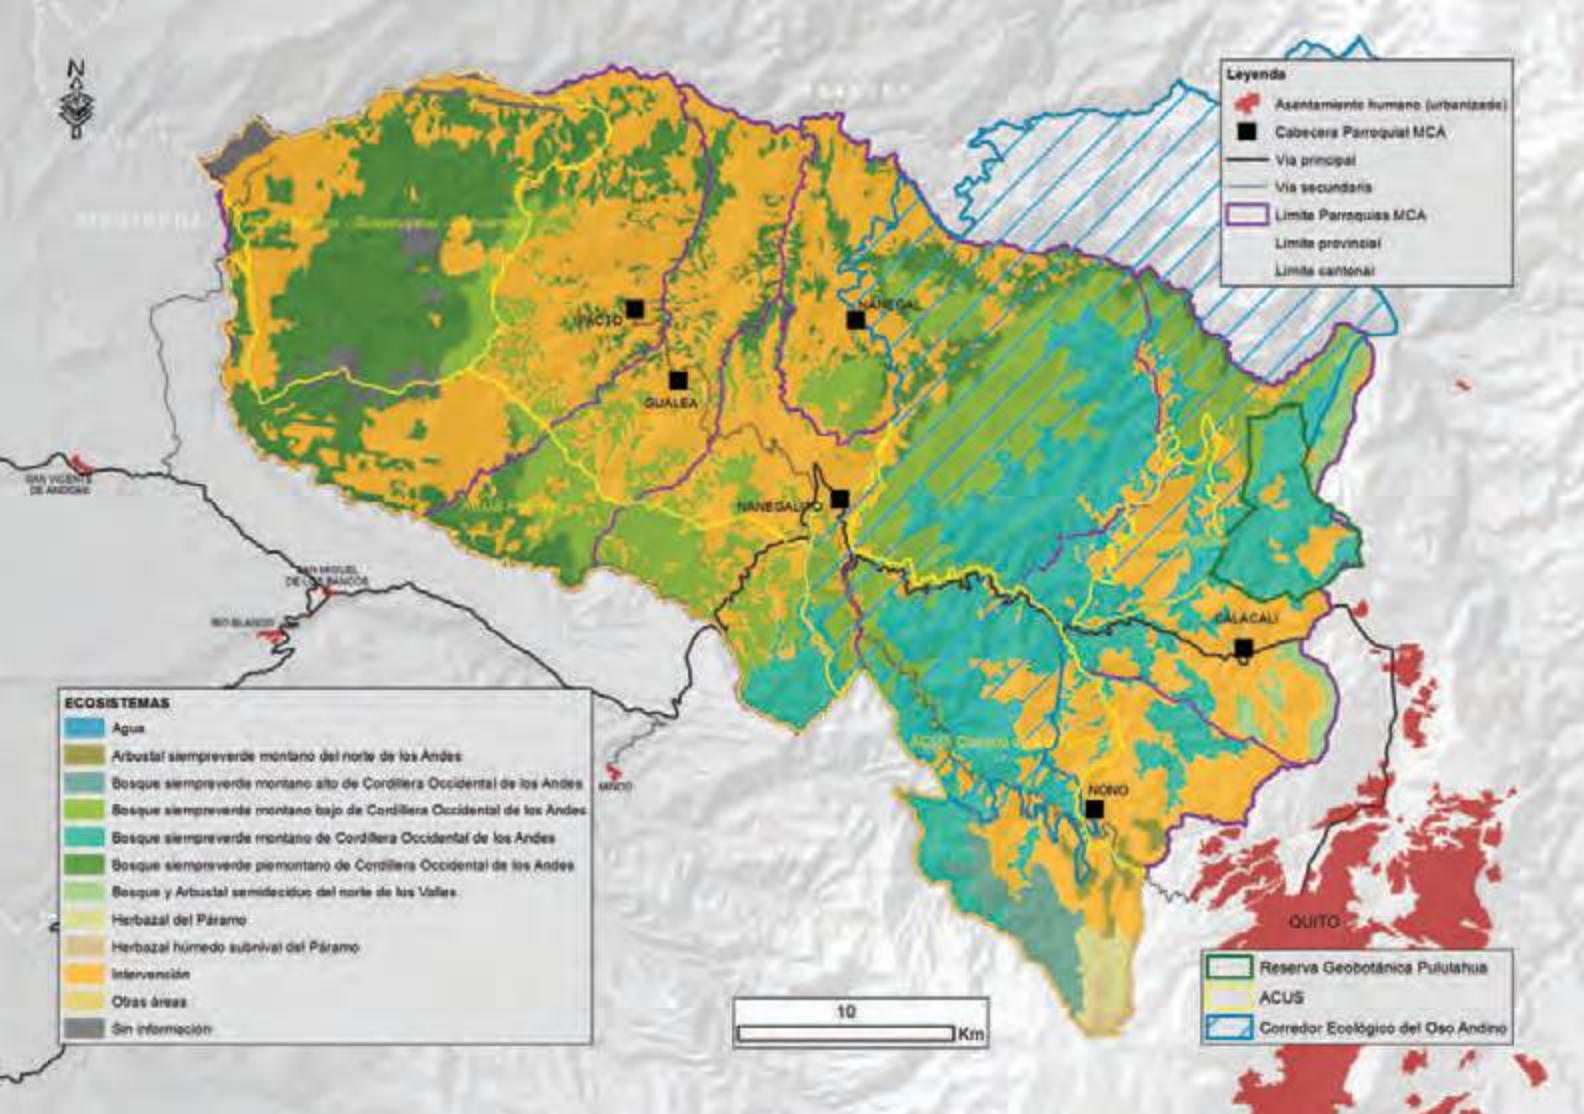 N
Leyenda
Asentamiento humano (urbanizado)
Cabecera Parroquial MCA
Vía principal
Vía secundaria
Límite Parroquias MCA
Límite provincial
Límite cantonal
PACTO
NANEGAL
GUALEA
NANEGALITO
SAN VICENTE
DE ANDOAS
SAN MIGUEL
DE LOS BANCOS
RIO BLANCO
CALACALI
MINDO
NONO
QUITO
ECOSISTEMAS
Agua
Arbustal siempreverde montano del norte de los Andes
Bosque siempreverde montano alto de Cordillera Occidental de los Andes
Bosque siempreverde montano bajo de Cordillera Occidental de los Andes
Bosque siempreverde montano de Cordillera Occidental de los Andes
Bosque siempreverde piemontano de Cordillera Occidental de los Andes
Bosque y Arbustal semideciduo del norte de los Valles
Herbazal del Páramo
Herbazal húmedo subnival del Páramo
Intervención
Otras áreas
Sin información
10
Km
Reserva Geobotánica Pululahua
ACUS
Corredor Ecológico del Oso Andino